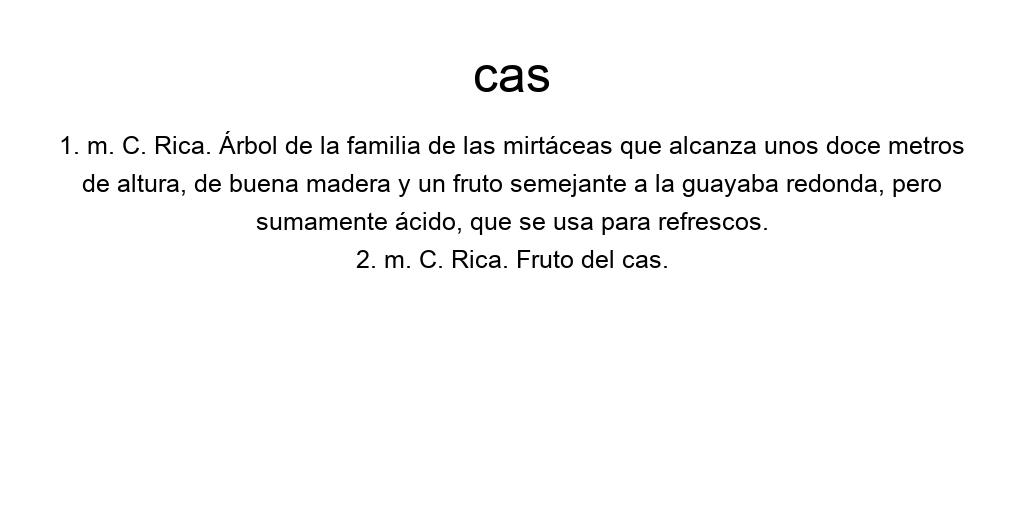 cas
1. m. C. Rica. Árbol de la familia de las mirtáceas que alcanza unos doce metros
de altura, de buena madera y un fruto semejante a la guayaba redonda, pero
sumamente ácido, que se usa para refrescos.
2. m. C. Rica. Fruto del cas.